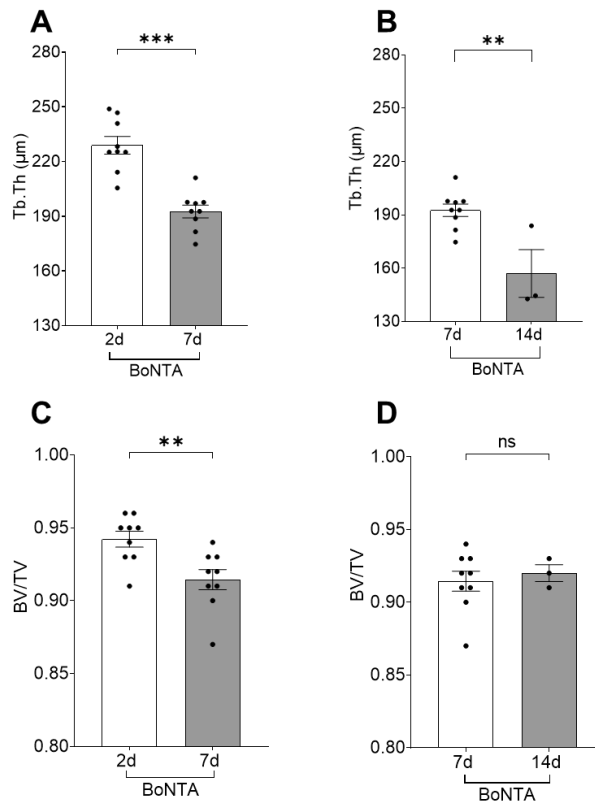 A
***
280
250
220
190
160
130
Tb.Th (µm)
2d 7d
BoNTA
B
**
280
250
220
190
160
130
Tb.Th (µm)
7d 14d
BoNTA
C
**
1.00
0.95
0.90
0.85
0.80
BV/TV
2d 7d
BoNTA
D
ns
1.00
0.95
0.90
0.85
0.80
BV/TV
7d 14d
BoNTA